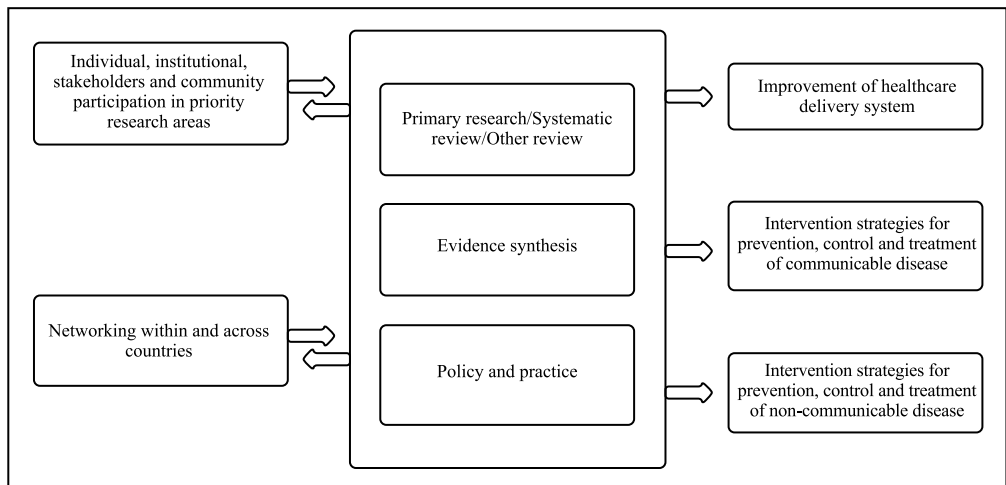 Individual, institutional,
stakeholders and community
participation in priority
research areas
Networking within and across
countries
Primary research/Systematic
review/Other review
Evidence synthesis
Policy and practice
Improvement of healthcare
delivery system
Intervention strategies for
prevention, control and treatment
of communicable disease
Intervention strategies for
prevention, control and treatment
of non-communicable disease